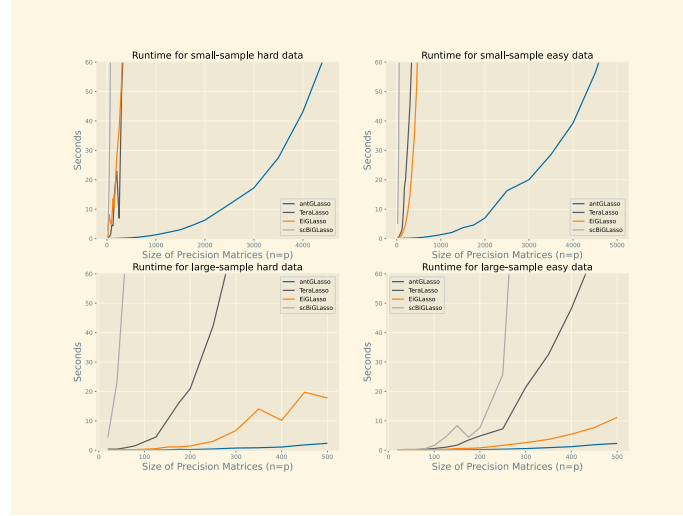 Runtime for small-sample hard data
Seconds
60
50
40
30
20
10
0
0 1000 2000 3000 4000
Size of Precision Matrices (n=p)
antGLasso
TeraLasso
EiGLasso
scBiGLasso
Runtime for small-sample easy data
Seconds
60
50
40
30
20
10
0
0 1000 2000 3000 4000 5000
Size of Precision Matrices (n=p)
antGLasso
TeraLasso
EiGLasso
scBiGLasso
Runtime for large-sample hard data
Seconds
60
50
40
30
20
10
0
0 100 200 300 400 500
Size of Precision Matrices (n=p)
antGLasso
TeraLasso
EiGLasso
scBiGLasso
Runtime for large-sample easy data
Seconds
60
50
40
30
20
10
0
0 100 200 300 400 500
Size of Precision Matrices (n=p)
antGLasso
TeraLasso
EiGLasso
scBiGLasso